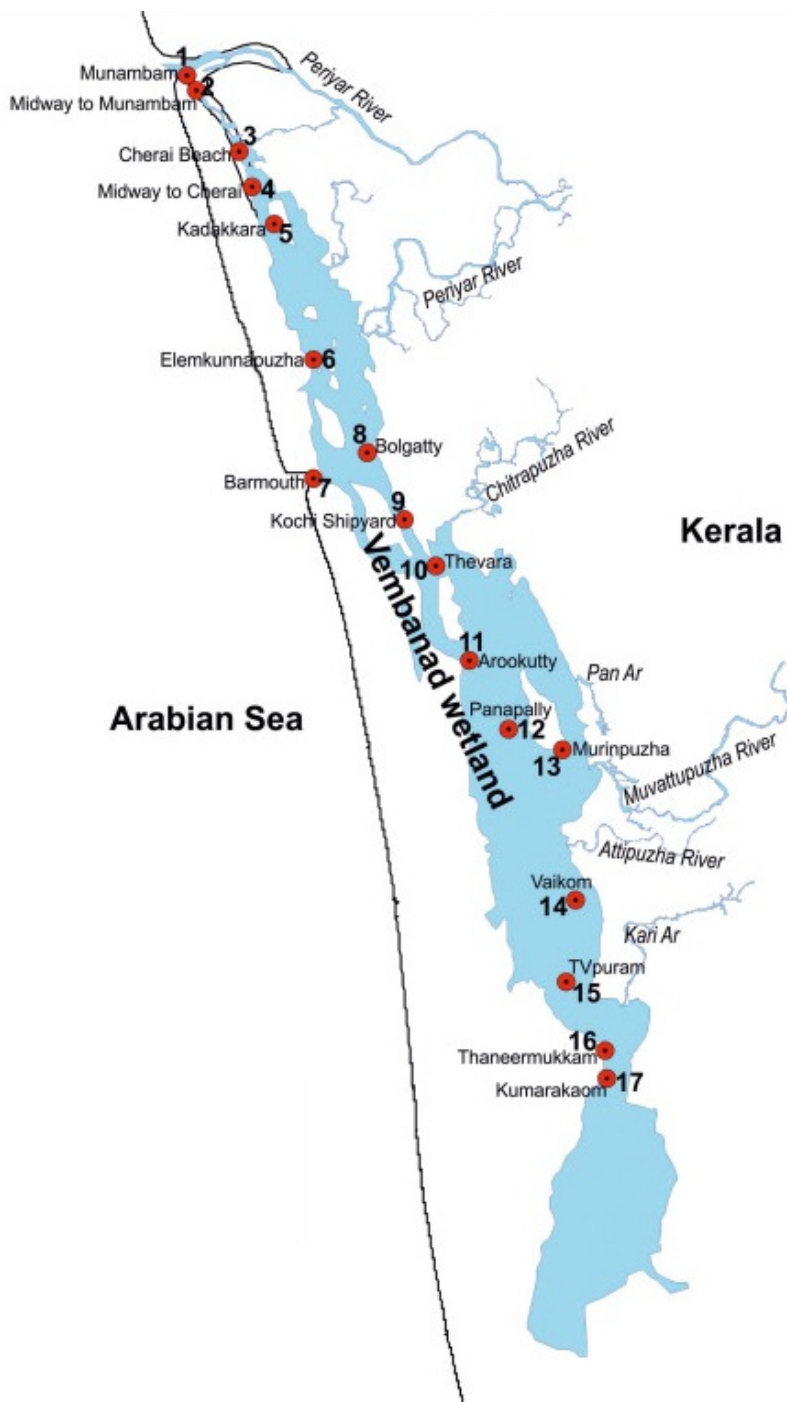 1
Munambam
2
Midway to Munambam
Periyar River
3
Cherai Beach
Midway to Cherai
4
Kadakkara
5
Periyar River
Elemkunnapuzha
6
8
Bolgatty
Barmouth
7
9
Kochi Shipyard
Chitrapuzha River
Kerala
10
Thevara
Vembanad wetland
11
Arookutty
Pan Ar
Arabian Sea
Panapally
12
13
Murinpuzha
Muvattupuzha River
Attipuzha River
Vaikom
14
Kari Ar
TVpuram
15
16
Thaneermukkam
Kumarakaom
17